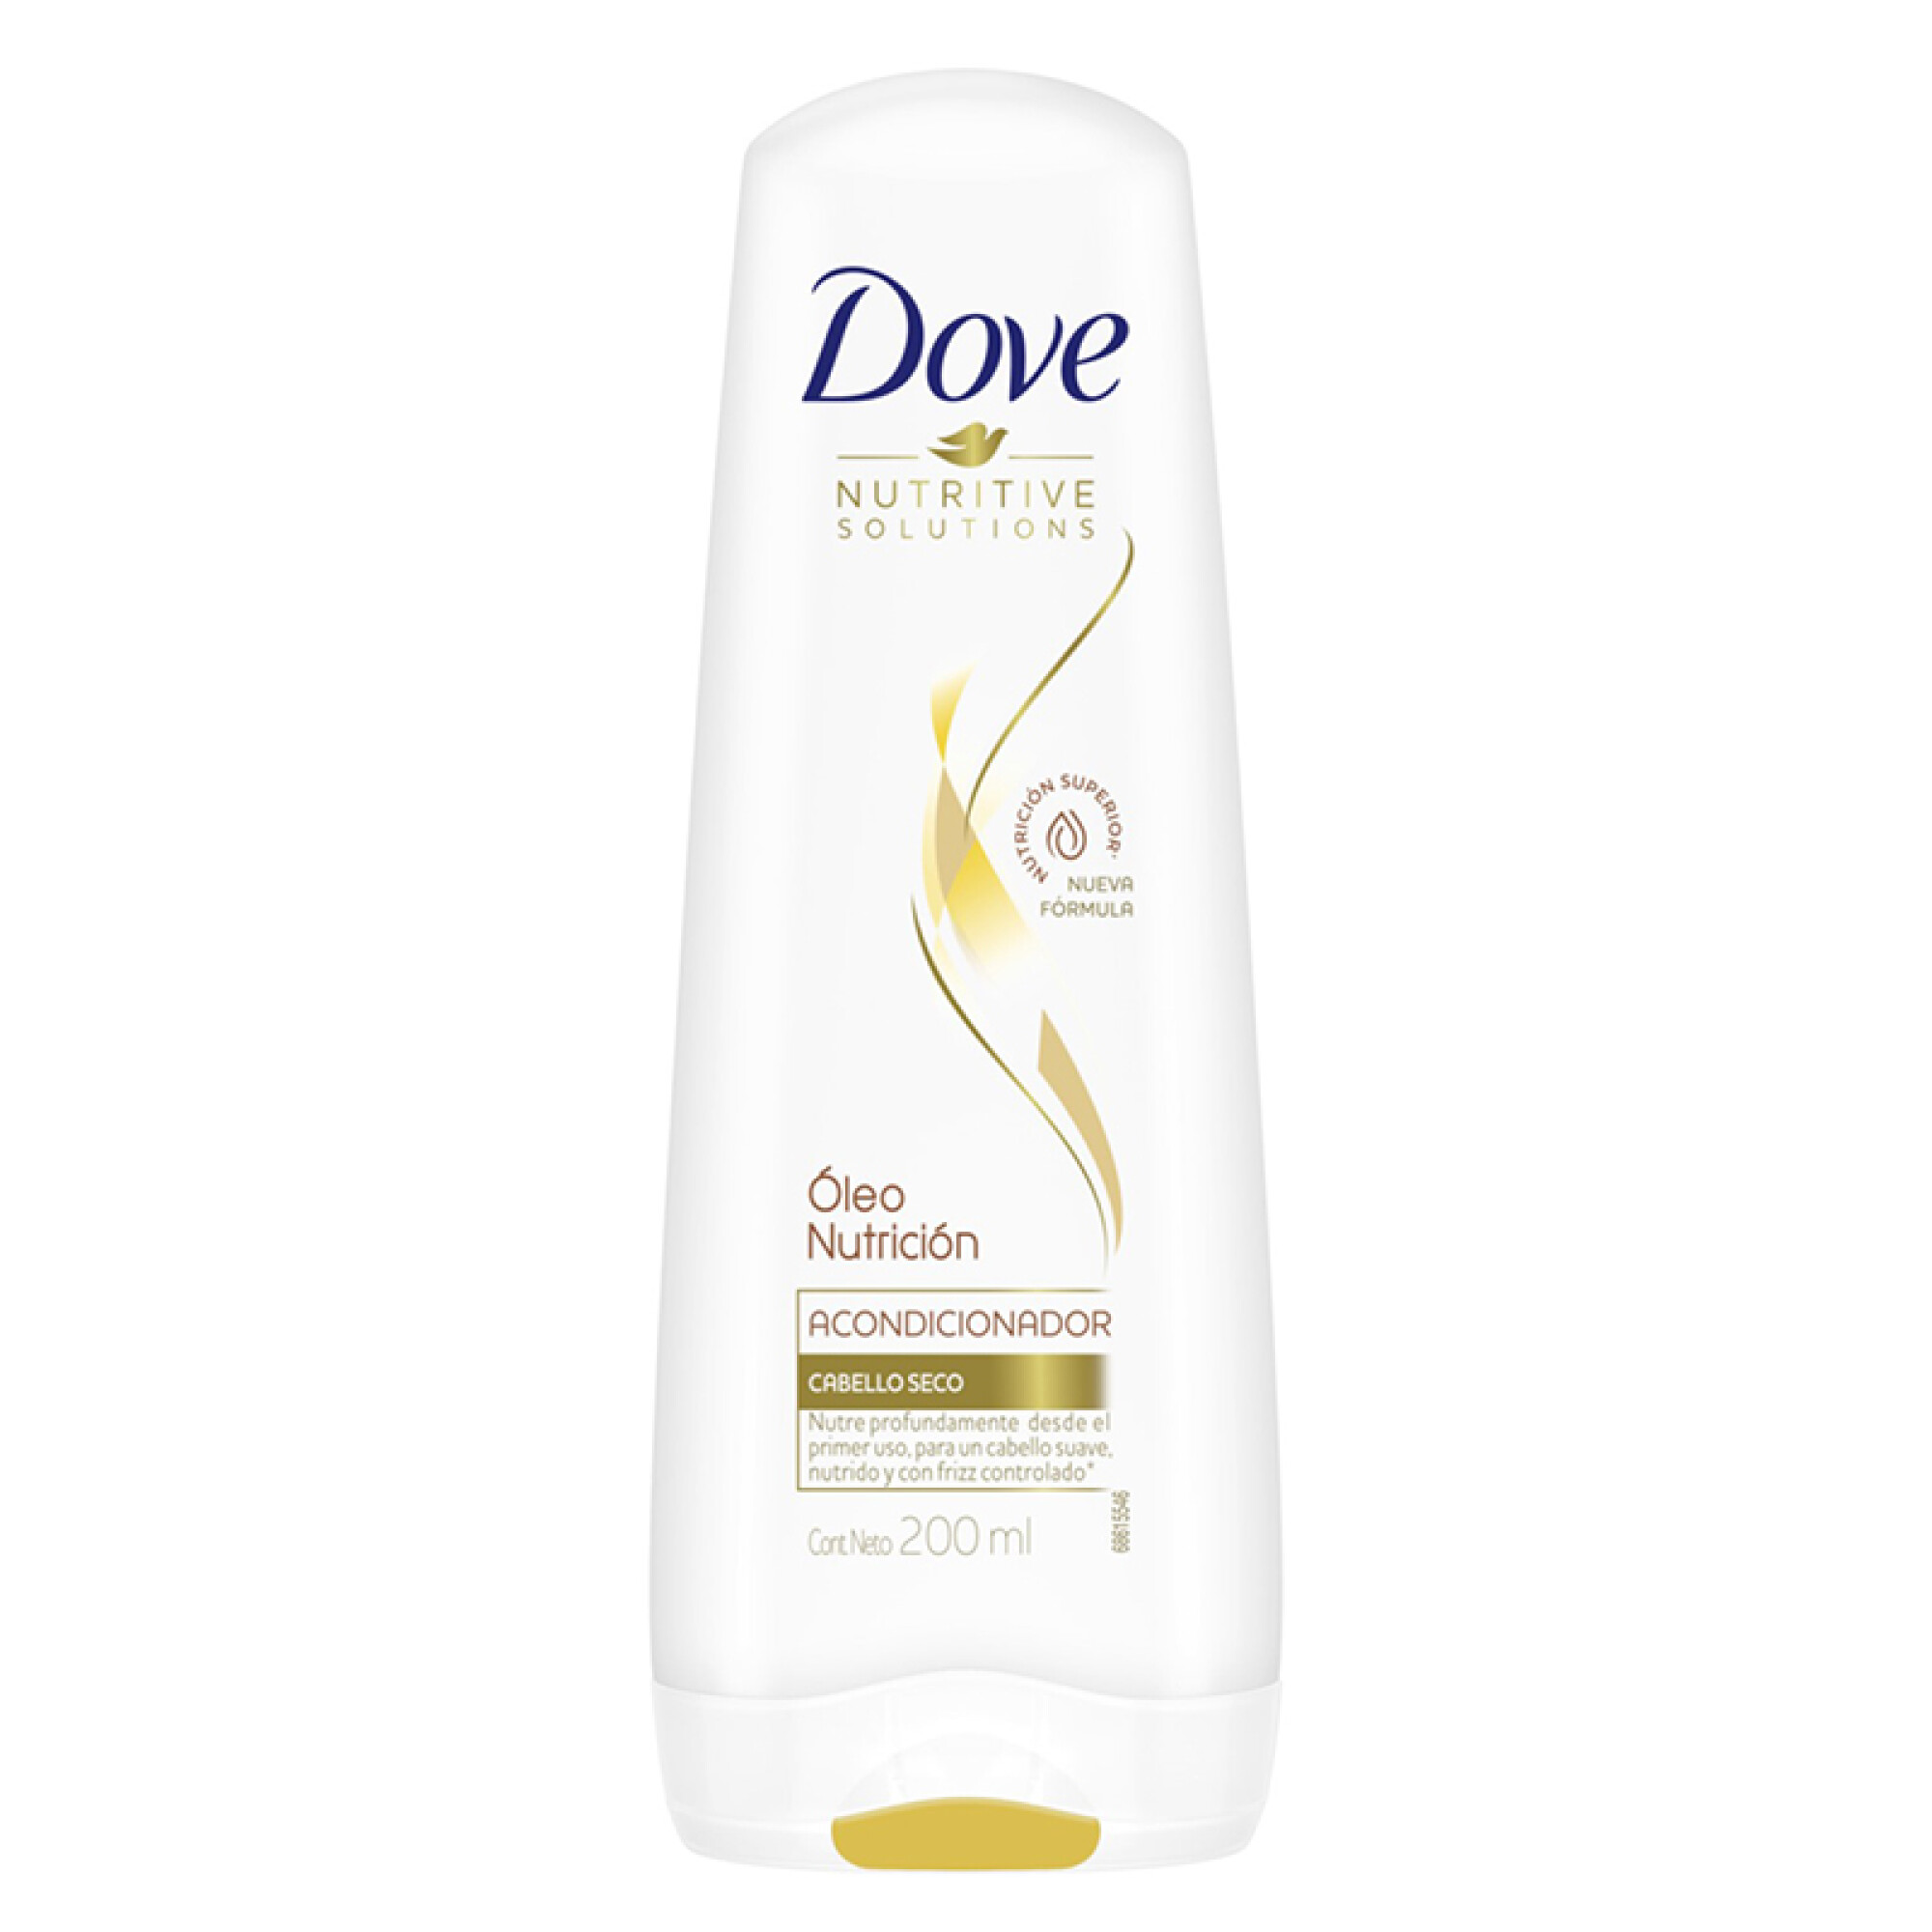 Dove
NUTRITIVE
SOLUTIONS
NUTRICIÓN SUPERIOR•
NUEVA
FÓRMULA
Óleo
Nutrición
ACONDICIONADOR
CABELLO SECO
Nutre profundamente desde el
primer uso, para un cabello suave,
nutrido y con frizz controlado*
Cont. Neto 200 ml
68615546